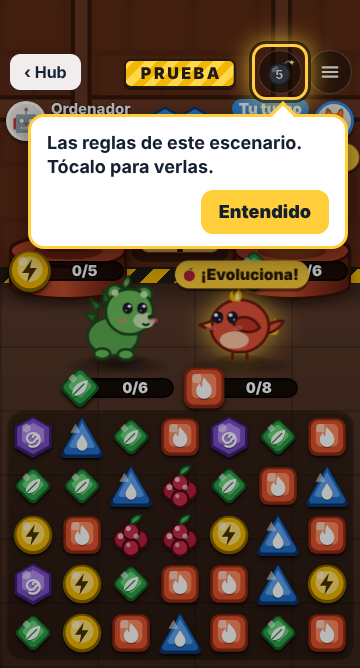 ‹ Hub
PRUEBA
5
Ordenador
Tu turno
Las reglas de este escenario.
Tócalo para verlas.
Entendido
0/5
/6
¡Evoluciona!
0/6
0/8